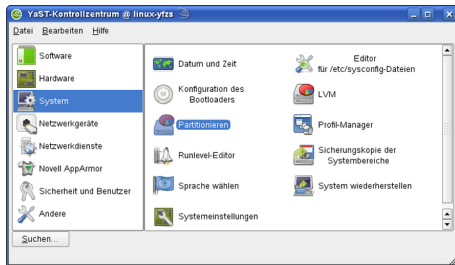 YaST-Kontrollzentrum @ linux-yfzs
Datei Bearbeiten Hilfe
Software
Hardware
System
Netzwerkgeräte
Netzwerkdienste
Novell AppArmor
Sicherheit und Benutzer
Andere
Datum und Zeit
Editor
für /etc/sysconfig-Dateien
Konfiguration des
Bootloaders
LVM
Partitionieren
Profil-Manager
Runlevel-Editor
Sicherungskopie der
Systembereiche
Sprache wählen
System wiederherstellen
Systemeinstellungen
Suchen...